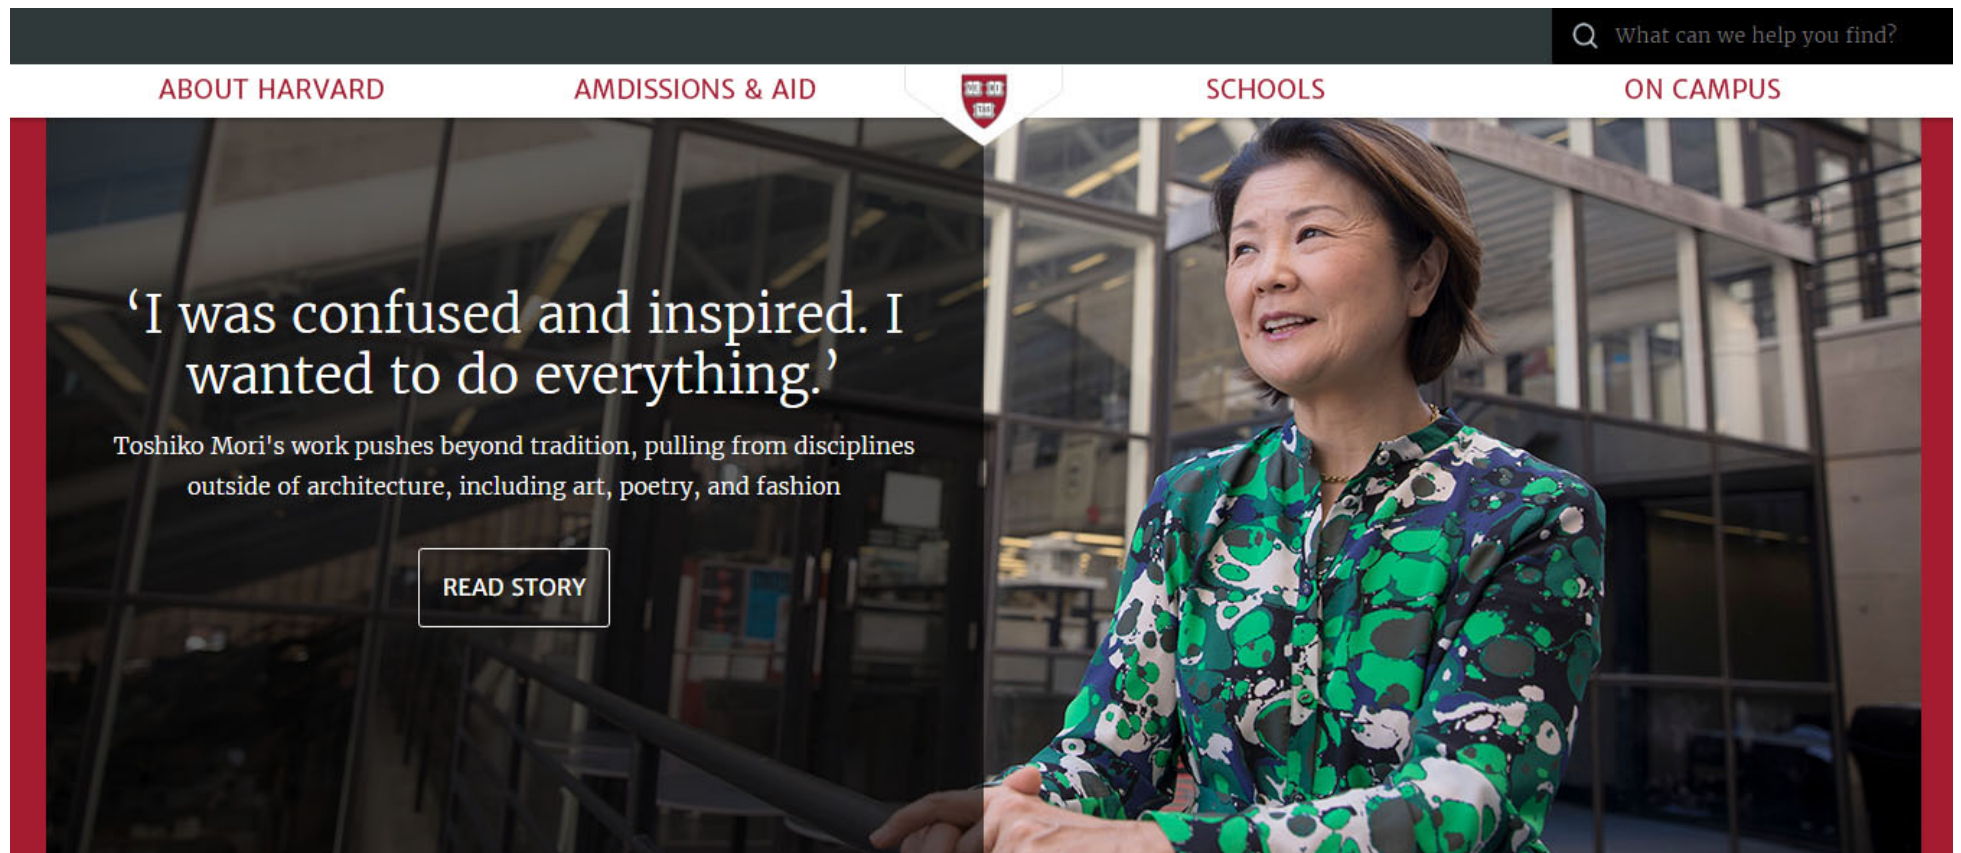 What can we help you find?
ABOUT HARVARD
AMDISSIONS & AID
SCHOOLS
ON CAMPUS
‘I was confused and inspired. I
wanted to do everything.’
Toshiko Mori's work pushes beyond tradition, pulling from disciplines
outside of architecture, including art, poetry, and fashion
READ STORY